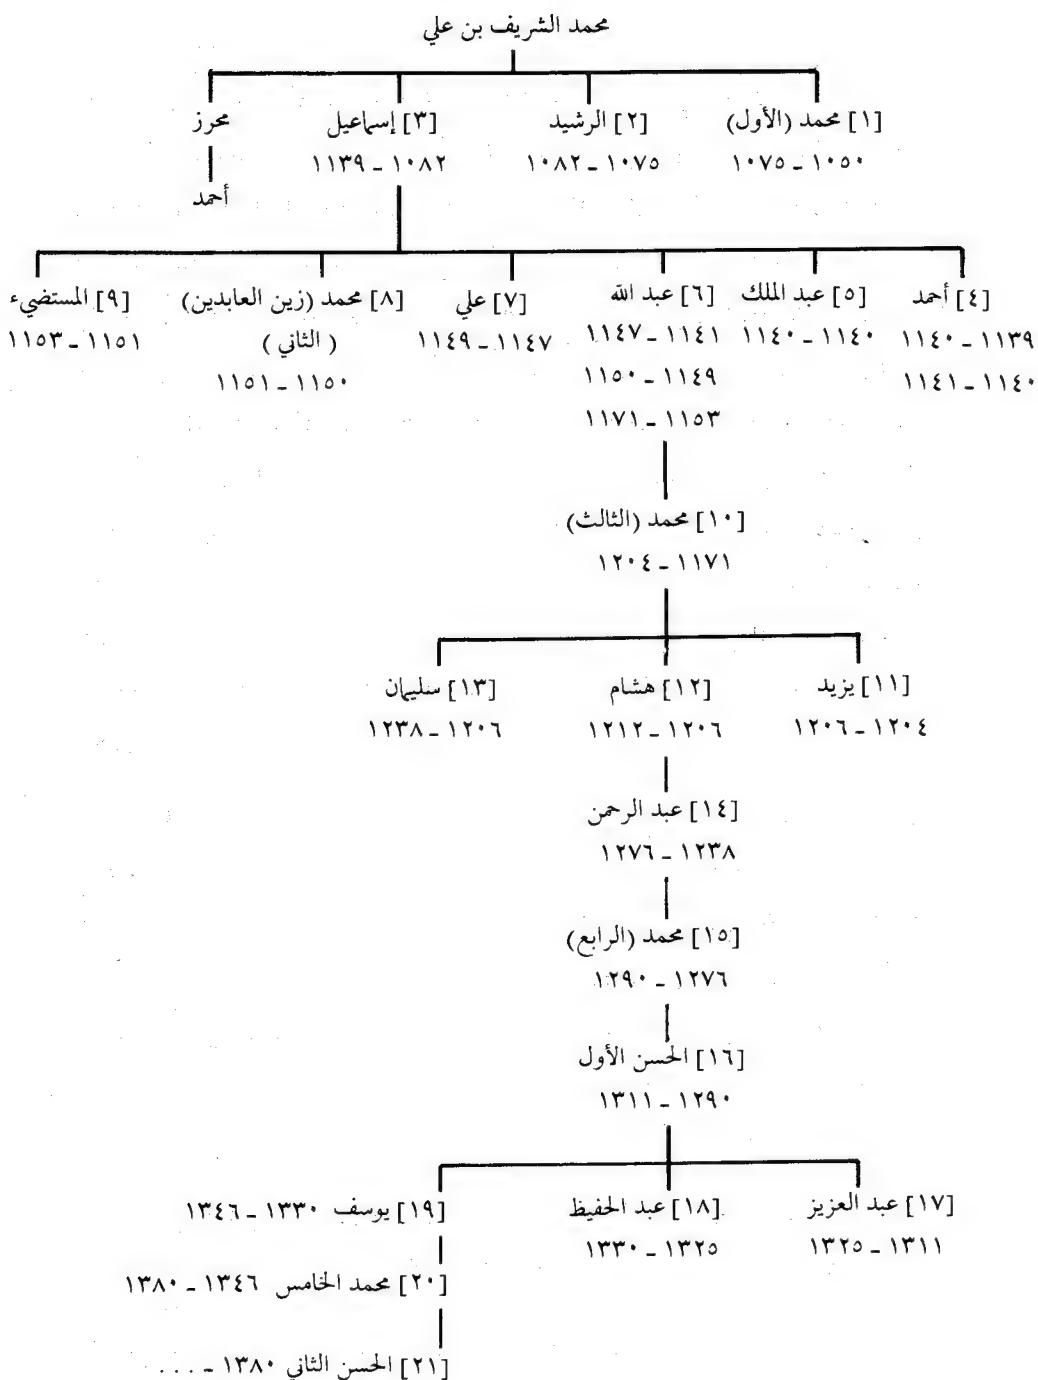 محمد الشريف بن علي
[١] محمد (الأول) [٢] الرشيد [٣] إسماعيل محرز
١٠٥٠ - ١٠٧٥ ١٠٧٥ - ١٠٨٢ ١٠٨٢ - ١١٣٩
أحمد
[٤] أحمد [٥] عبد الملك [٦] عبد الله [٧] علي [٨] محمد (زين العابدين) [٩] المستضيء
١١٣٩ - ١١٤٠ ١١٤٠ - ١١٤٠ ١١٤١ - ١١٤٧ ١١٤٧ - ١١٤٩ (الثاني) ١١٥١ - ١١٥٣
١١٤٠ - ١١٤١ ١١٤٩ - ١١٥٠ ١١٥٠ - ١١٥١
١١٥٣ - ١١٧١
[١٠] محمد (الثالث)
١١٧١ - ١٢٠٤
[١١] يزيد [١٢] هشام [١٣] سليمان
١٢٠٤ - ١٢٠٦ ١٢٠٦ - ١٢١٢ ١٢٠٦ - ١٢٣٨
[١٤] عبد الرحمن
١٢٣٨ - ١٢٧٦
[١٥] محمد (الرابع)
١٢٧٦ - ١٢٩٠
[١٦] الحسن الأول
١٢٩٠ - ١٣١١
[١٧] عبد العزيز [١٨] عبد الحفيظ [١٩] يوسف ١٣٣٠ - ١٣٤٦
١٣١١ - ١٣٢٥ ١٣٢٥ - ١٣٣٠
[٢٠] محمد الخامس ١٣٤٦ - ١٣٨٠
[٢١] الحسن الثاني ١٣٨٠ - ...